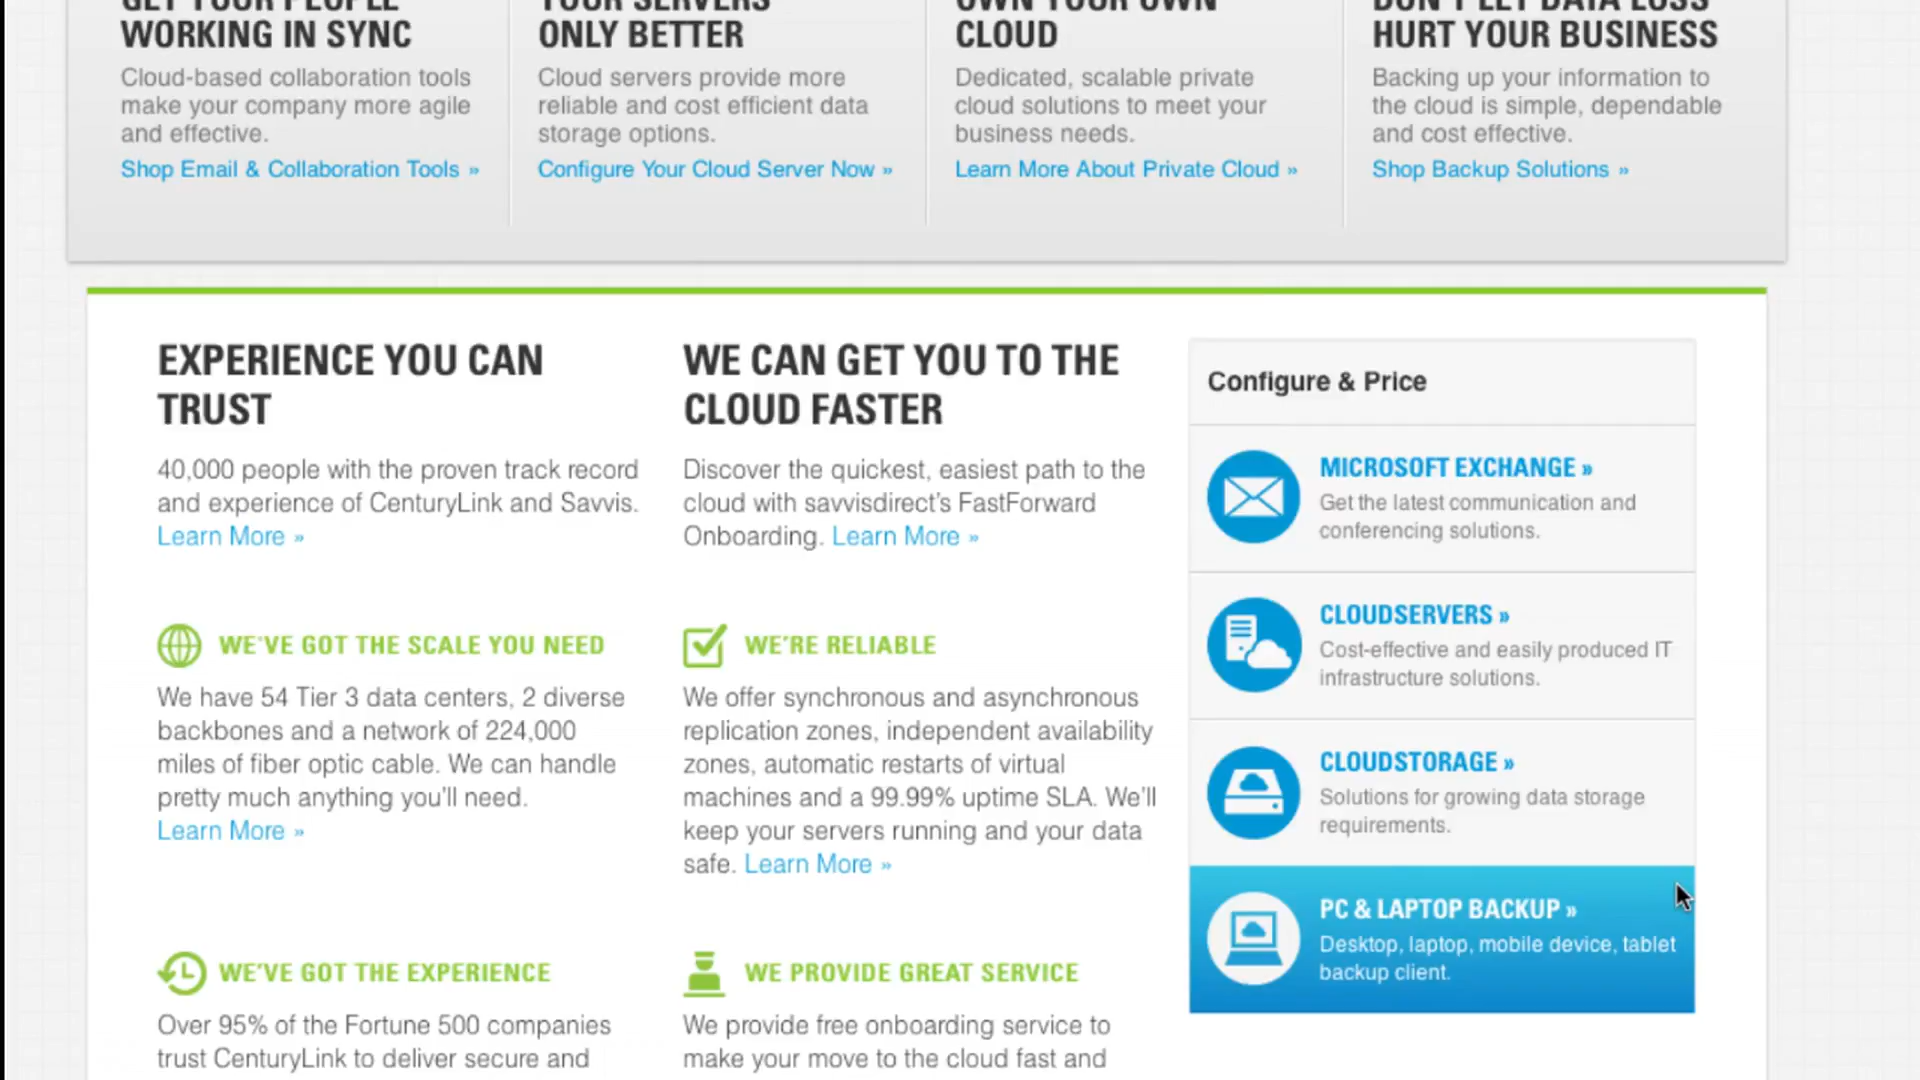 GET YOUR PEOPLE
WORKING IN SYNC
Cloud-based collaboration tools
make your company more agile
and effective.
Shop Email & Collaboration Tools »
YOUR SERVERS
ONLY BETTER
Cloud servers provide more
reliable and cost efficient data
storage options.
Configure Your Cloud Server Now »
OWN YOUR OWN
CLOUD
Dedicated, scalable private
cloud solutions to meet your
business needs.
Learn More About Private Cloud »
DON'T LET DATA LOSS
HURT YOUR BUSINESS
Backing up your information to
the cloud is simple, dependable
and cost effective.
Shop Backup Solutions »
EXPERIENCE YOU CAN
TRUST
40,000 people with the proven track record
and experience of CenturyLink and Savvis.
Learn More »
WE CAN GET YOU TO THE
CLOUD FASTER
Discover the quickest, easiest path to the
cloud with savvisdirect's FastForward
Onboarding. Learn More »
WE'VE GOT THE SCALE YOU NEED
We have 54 Tier 3 data centers, 2 diverse
backbones and a network of 224,000
miles of fiber optic cable. We can handle
pretty much anything you'll need.
Learn More »
WE'RE RELIABLE
We offer synchronous and asynchronous
replication zones, independent availability
zones, automatic restarts of virtual
machines and a 99.99% uptime SLA. We'll
keep your servers running and your data
safe. Learn More »
WE'VE GOT THE EXPERIENCE
Over 95% of the Fortune 500 companies
trust CenturyLink to deliver secure and
WE PROVIDE GREAT SERVICE
We provide free onboarding service to
make your move to the cloud fast and
Configure & Price
MICROSOFT EXCHANGE »
Get the latest communication and
conferencing solutions.
CLOUDSERVERS »
Cost-effective and easily produced IT
infrastructure solutions.
CLOUDSTORAGE »
Solutions for growing data storage
requirements.
PC & LAPTOP BACKUP »
Desktop, laptop, mobile device, tablet
backup client.